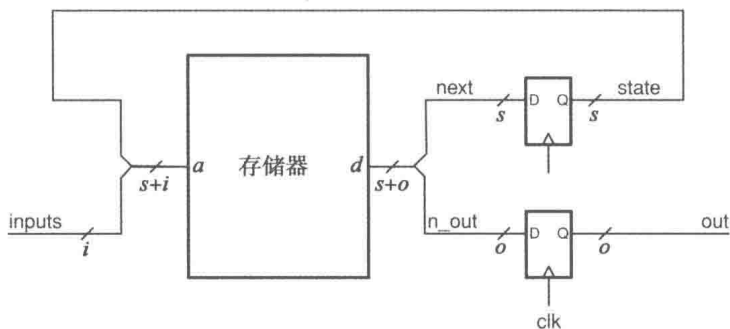 next
state
s
D Q
s
a
存储器
d
s+i
s+o
inputs
i
n_out
o
D Q
o
out
clk